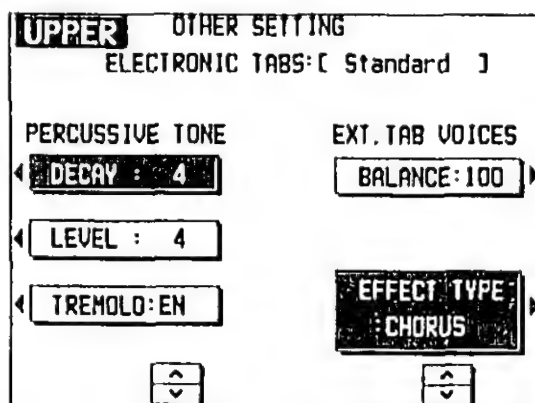 UPPER OTHER SETTING
ELECTRONIC TABS:[ Standard ]
PERCUSSIVE TONE
DECAY : 4
LEVEL : 4
TREMOLO:EN
EXT.TAB VOICES
BALANCE:100
EFFECT TYPE
:CHORUS